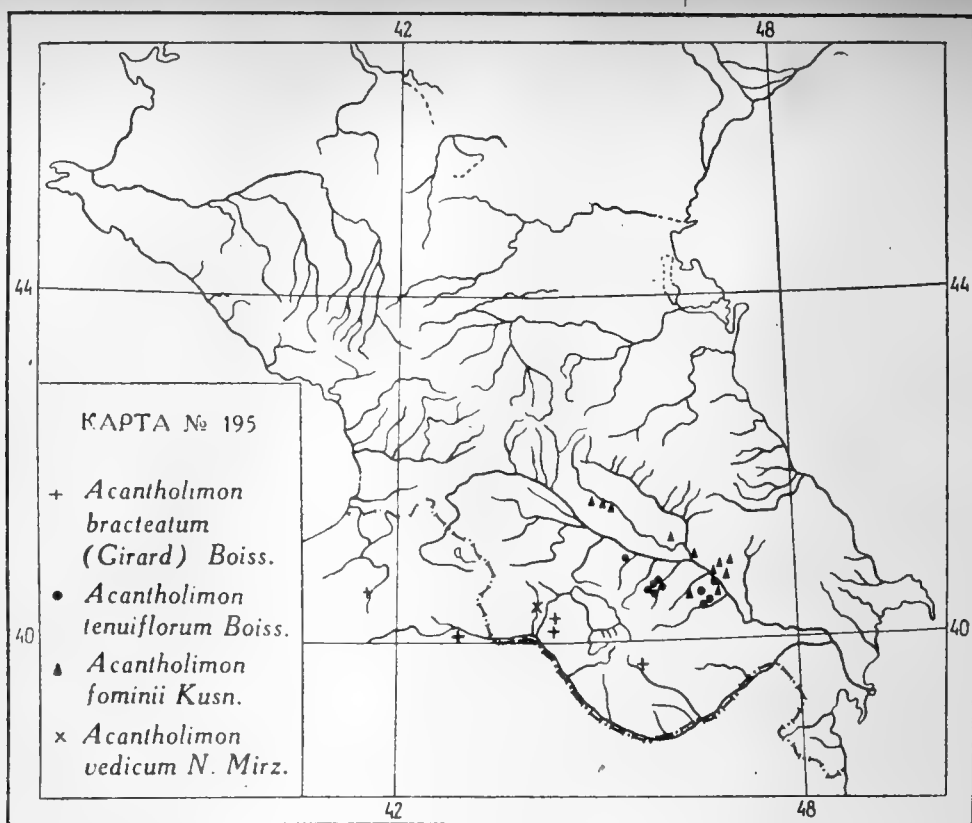 42 48
44 44
КАРТА № 195
+ Acantholimon
bracteatum
(Girard) Boiss.
• Acantholimon
tenuiflorum Boiss.
▲ Acantholimon
fominii Kusn.
× Acantholimon
vedicum N. Mirz.
40 40
42 48